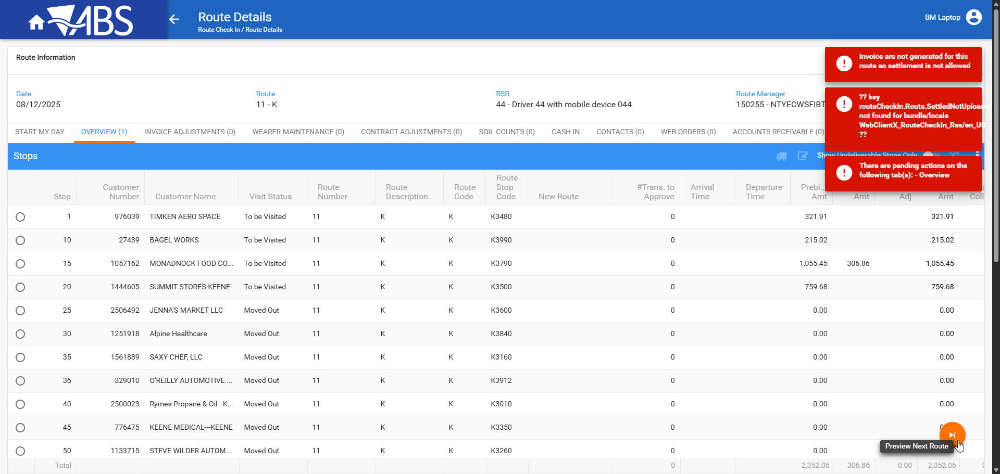 ABS
Route Details
Route Check In / Route Details
BM Laptop
Route Information
Invoice are not generated for this
route so settlement is not allowed
?? key
routeCheckIn.Route.SettledNotUploaded
not found for bundle/locale
WebClientX_RouteCheckIn_Res/en_US
??
There are pending actions on the
following tab(s): - Overview
Date
08/12/2025
Route
11 - K
RSR
44 - Driver 44 with mobile device 044
Route Manager
150255 - NTYECWSFIBT
START MY DAY OVERVIEW (1) INVOICE ADJUSTMENTS (0) WEARER MAINTENANCE (0) CONTRACT ADJUSTMENTS (0) SOIL COUNTS (0) CASH IN CONTACTS (0) WEB ORDERS (0) ACCOUNTS RECEIVABLE (0)
Stops
Show Undeliverable Stops Only
Stop
Customer
Number
Customer Name
Visit Status
Route
Number
Route
Description
Route
Code
Route
Stop
Code
New Route
#Trans. to
Approve
Arrival
Time
Departure
Time
Prebi...
Amt
Amt
Adj
Amt
Coll
1 976039 TIMKEN AERO SPACE To be Visited 11 K K K3480 0 321.91 321.91
10 27439 BAGEL WORKS To be Visited 11 K K K3990 0 215.02 215.02
15 1057162 MONADNOCK FOOD CO... To be Visited 11 K K K3790 0 1,055.45 306.86 1,055.45
20 1444605 SUMMIT STORES-KEENE To be Visited 11 K K K3500 0 759.68 759.68
25 2506492 JENNA'S MARKET LLC Moved Out 11 K K K3600 0 0.00 0.00
30 1251918 Alpine Healthcare Moved Out 11 K K K3840 0 0.00 0.00
35 1561889 SAXY CHEF, LLC Moved Out 11 K K K3160 0 0.00 0.00
36 329010 O'REILLY AUTOMOTIVE ... Moved Out 11 K K K3912 0 0.00 0.00
40 2500023 Rymes Propane & Oil - K... Moved Out 11 K K K3010 0 0.00 0.00
45 776475 KEENE MEDICAL---KEENE Moved Out 11 K K K3350 0 0.00
50 1133715 STEVE WILDER AUTOM... Moved Out 11 K K K3260 0 0.00 0.00
Preview Next Route
Total 0 2,352.06 306.86 0.00 2,352.06